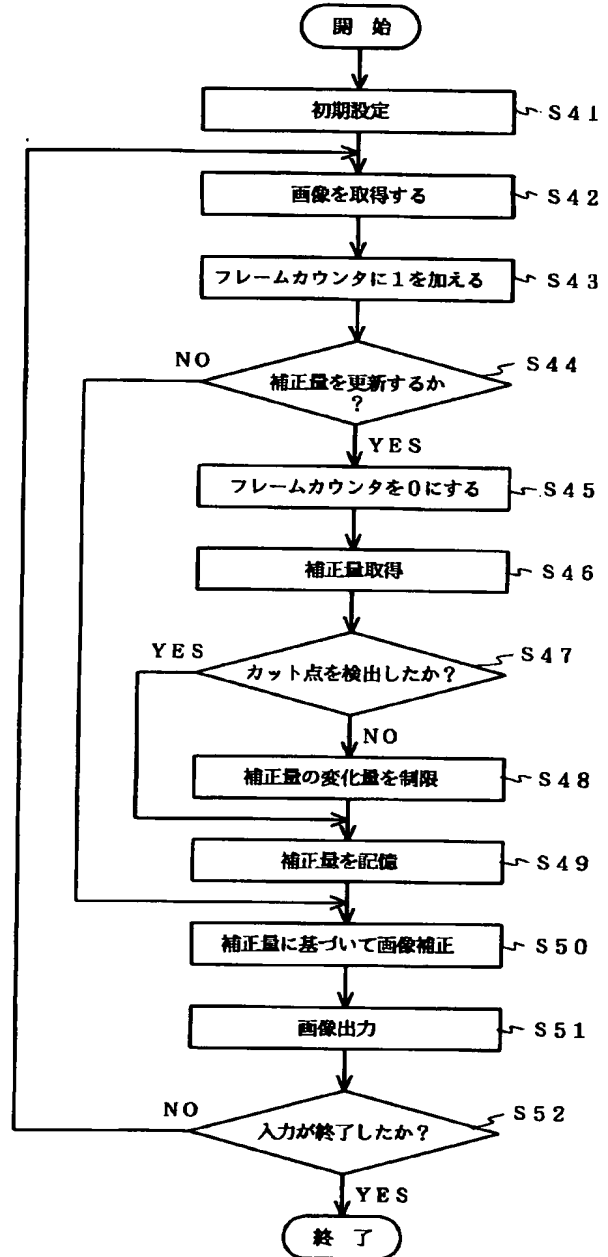 開 始
初期設定 S41
画像を取得する S42
フレームカウンタに1を加える S43
NO S44
補正量を更新するか
?
YES
フレームカウンタを0にする S45
補正量取得 S46
YES S47
カット点を検出したか?
NO
補正量の変化量を制限 S48
補正量を記憶 S49
補正量に基づいて画像補正 S50
画像出力 S51
NO S52
入力が終了したか?
YES
終 了